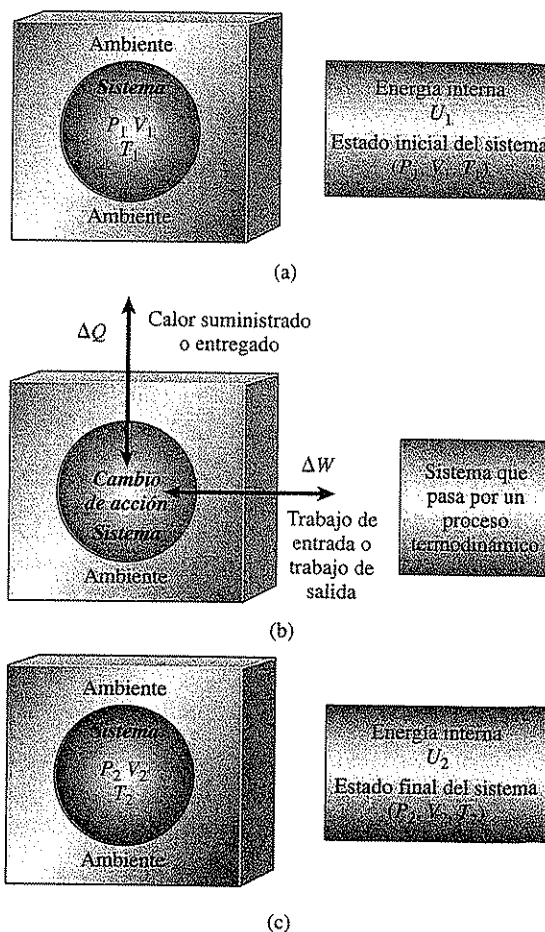 Ambiente
Sistema
P₁ V₁
T₁
Ambiente
Energía interna
U₁
Estado inicial del sistema
(P₁, V₁, T₁)
(a)
ΔQ
Calor suministrado
o entregado
Cambio
de acción
Sistema
Ambiente
ΔW
Trabajo de
entrada o
trabajo de
salida
Sistema que
pasa por un
proceso
termodinámico
(b)
Ambiente
Sistema
P₂ V₂
T₂
Ambiente
Energía interna
U₂
Estado final del sistema
(P₂, V₂, T₂)
(c)